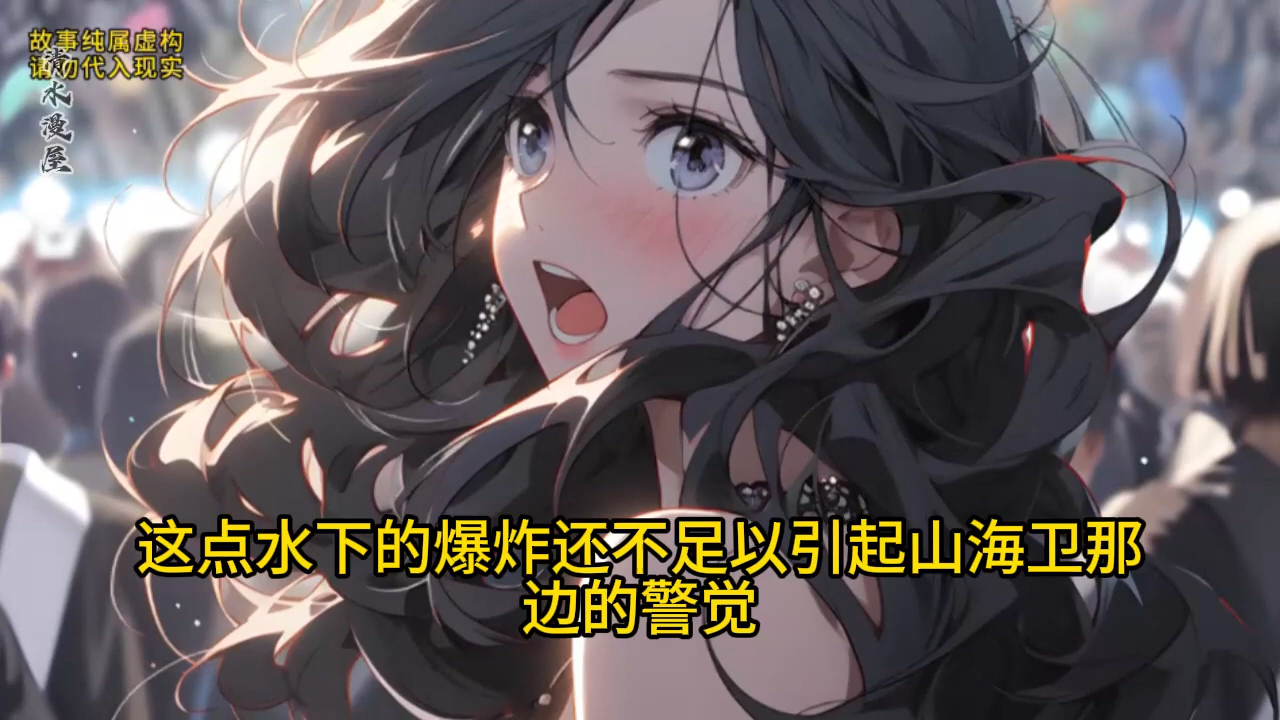 故事纯属虚构
请勿代入现实
清水漫屋
这点水下的爆炸还不足以引起山海卫那
边的警觉